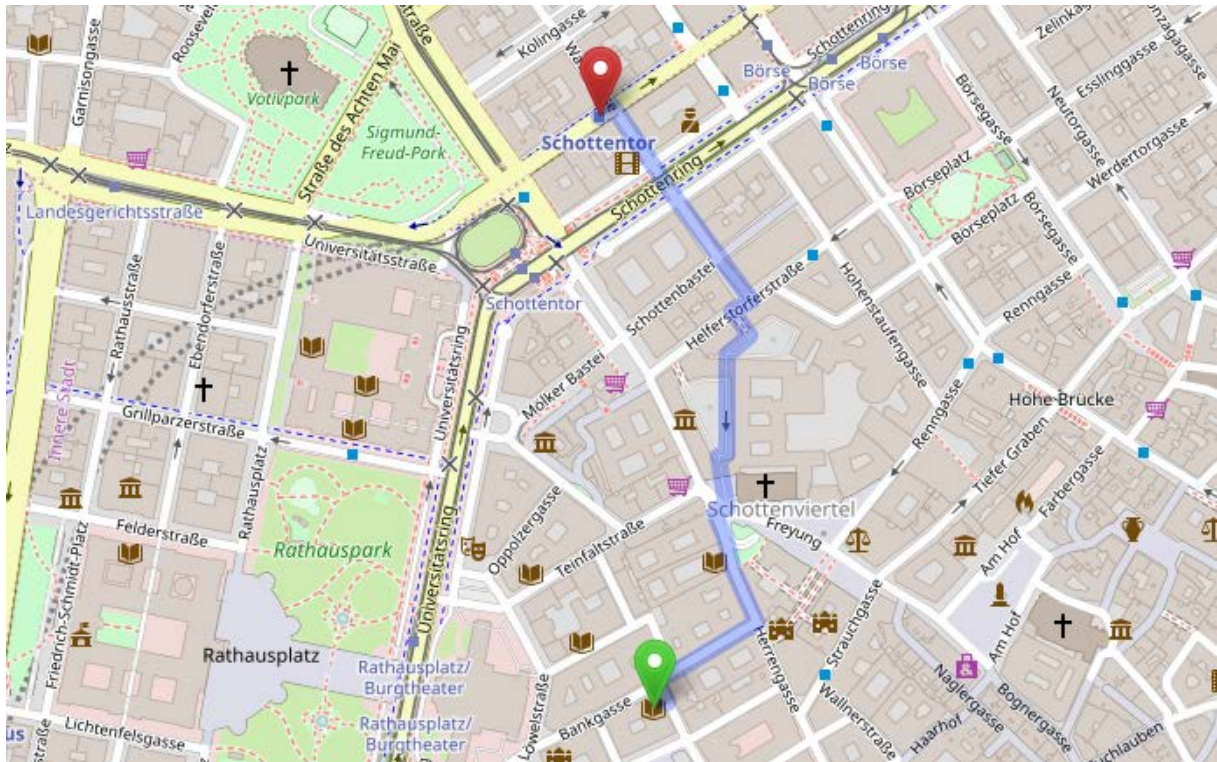 Kolingasse
Garnisongasse
Votivpark
Straße des Achten Mai
Sigmund-
Freud-Park
Schottentor
Schottenring
Schottenring
Börse
Börse
Börse
Zelinka
Esslinggasse
Neutorgasse
Werdertorgasse
Börsegasse
Börsegasse
Börseplatz
Börseplatz
Landesgerichtsstraße
Universitätsstraße
Schottentor
Schottenbastei
Helferstorferstraße
Hohenstaufengasse
Renngasse
Renngasse
Rathausstraße
Ebendorferstraße
Innere Stadt
Grillparzerstraße
Universitätsring
Mölker Bastei
Hohe Brücke
Tiefer Graben
Färbergasse
Felderstraße
Rathausplatz
Rathauspark
Universitätsring
Oppolzergasse
Teinfaltstraße
Schottenviertel
Freyung
Am Hof
Am Hof
Friedrich-Schmidt-Platz
Rathausplatz
Rathausplatz/
Burgtheater
Rathausplatz/
Burgtheater
Löwelstraße
Bankgasse
Herrengasse
Strauchgasse
Wallnerstraße
Haarhof
Naglergasse
Bognergasse
Tuchlauben
Lichtenfelsgasse